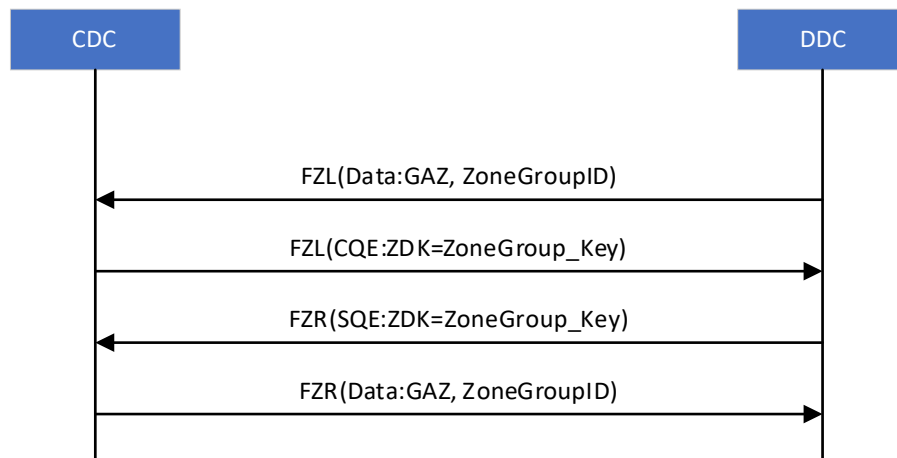 CDC
DDC
FZL(Data:GAZ, ZoneGroupID)
FZL(CQE:ZDK=ZoneGroup_Key)
FZR(SQE:ZDK=ZoneGroup_Key)
FZR(Data:GAZ, ZoneGroupID)